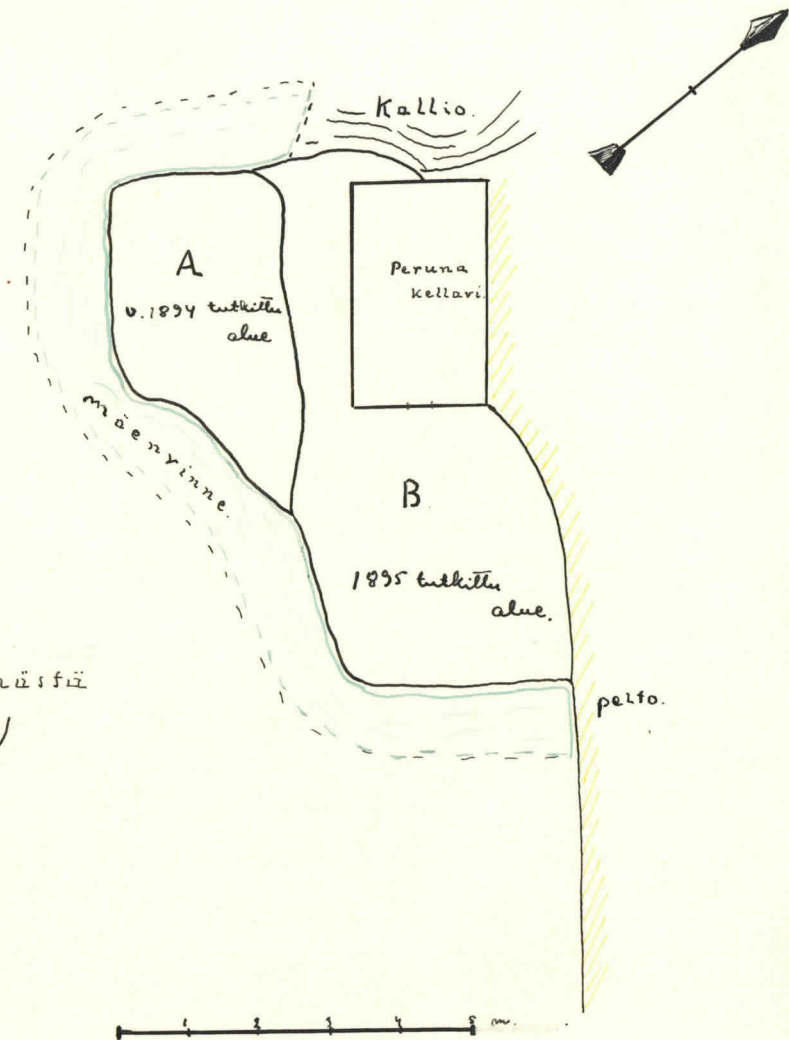 Kallio.
A
v. 1894 tutkittu
alue
Peruna
kellari.
mäenrinne.
B
1895 tutkittu
alue.
pelto.
1 2 3 4 5 m.